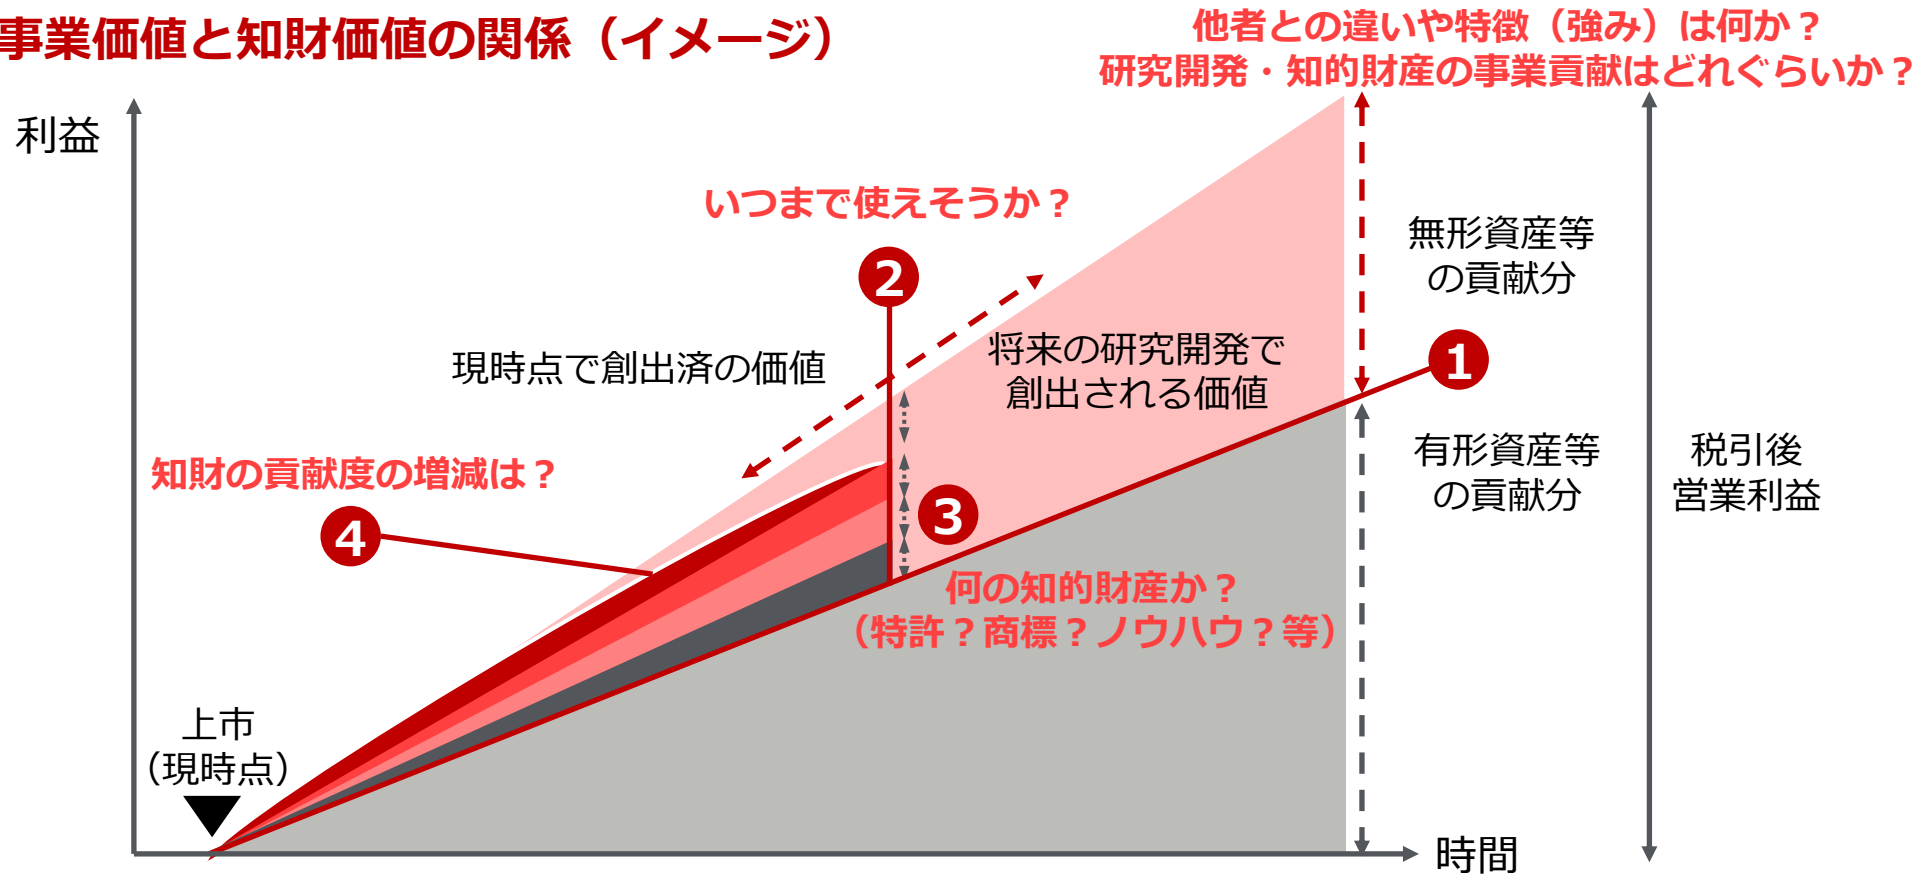 事業価値と知財価値の関係（イメージ）
他者との違いや特徴（強み）は何か？
研究開発・知的財産の事業貢献はどれぐらいか？
利益
いつまで使えそうか？
2
無形資産等
の貢献分
現時点で創出済の価値
将来の研究開発で
創出される価値
1
知財の貢献度の増減は？
4
3
有形資産等
の貢献分
税引後
営業利益
何の知的財産か？
（特許？商標？ノウハウ？等）
上市
（現時点）
時間